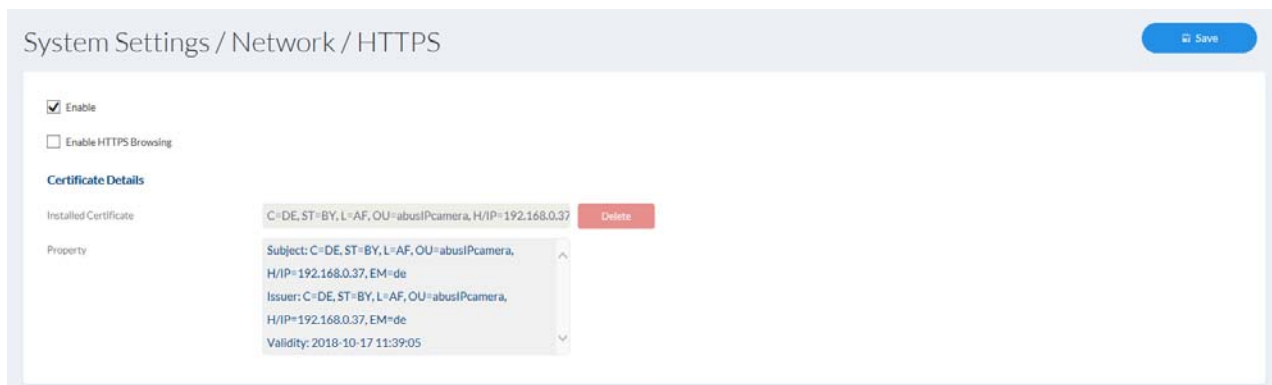 System Settings / Network / HTTPS
Save
Enable
Enable HTTPS Browsing
Certificate Details
Installed Certificate
C=DE, ST=BY, L=AF, OU=abusIPcamera, H/IP=192.168.0.37
Delete
Property
Subject: C=DE, ST=BY, L=AF, OU=abusIPcamera,
H/IP=192.168.0.37, EM=de
Issuer: C=DE, ST=BY, L=AF, OU=abusIPcamera,
H/IP=192.168.0.37, EM=de
Validity: 2018-10-17 11:39:05